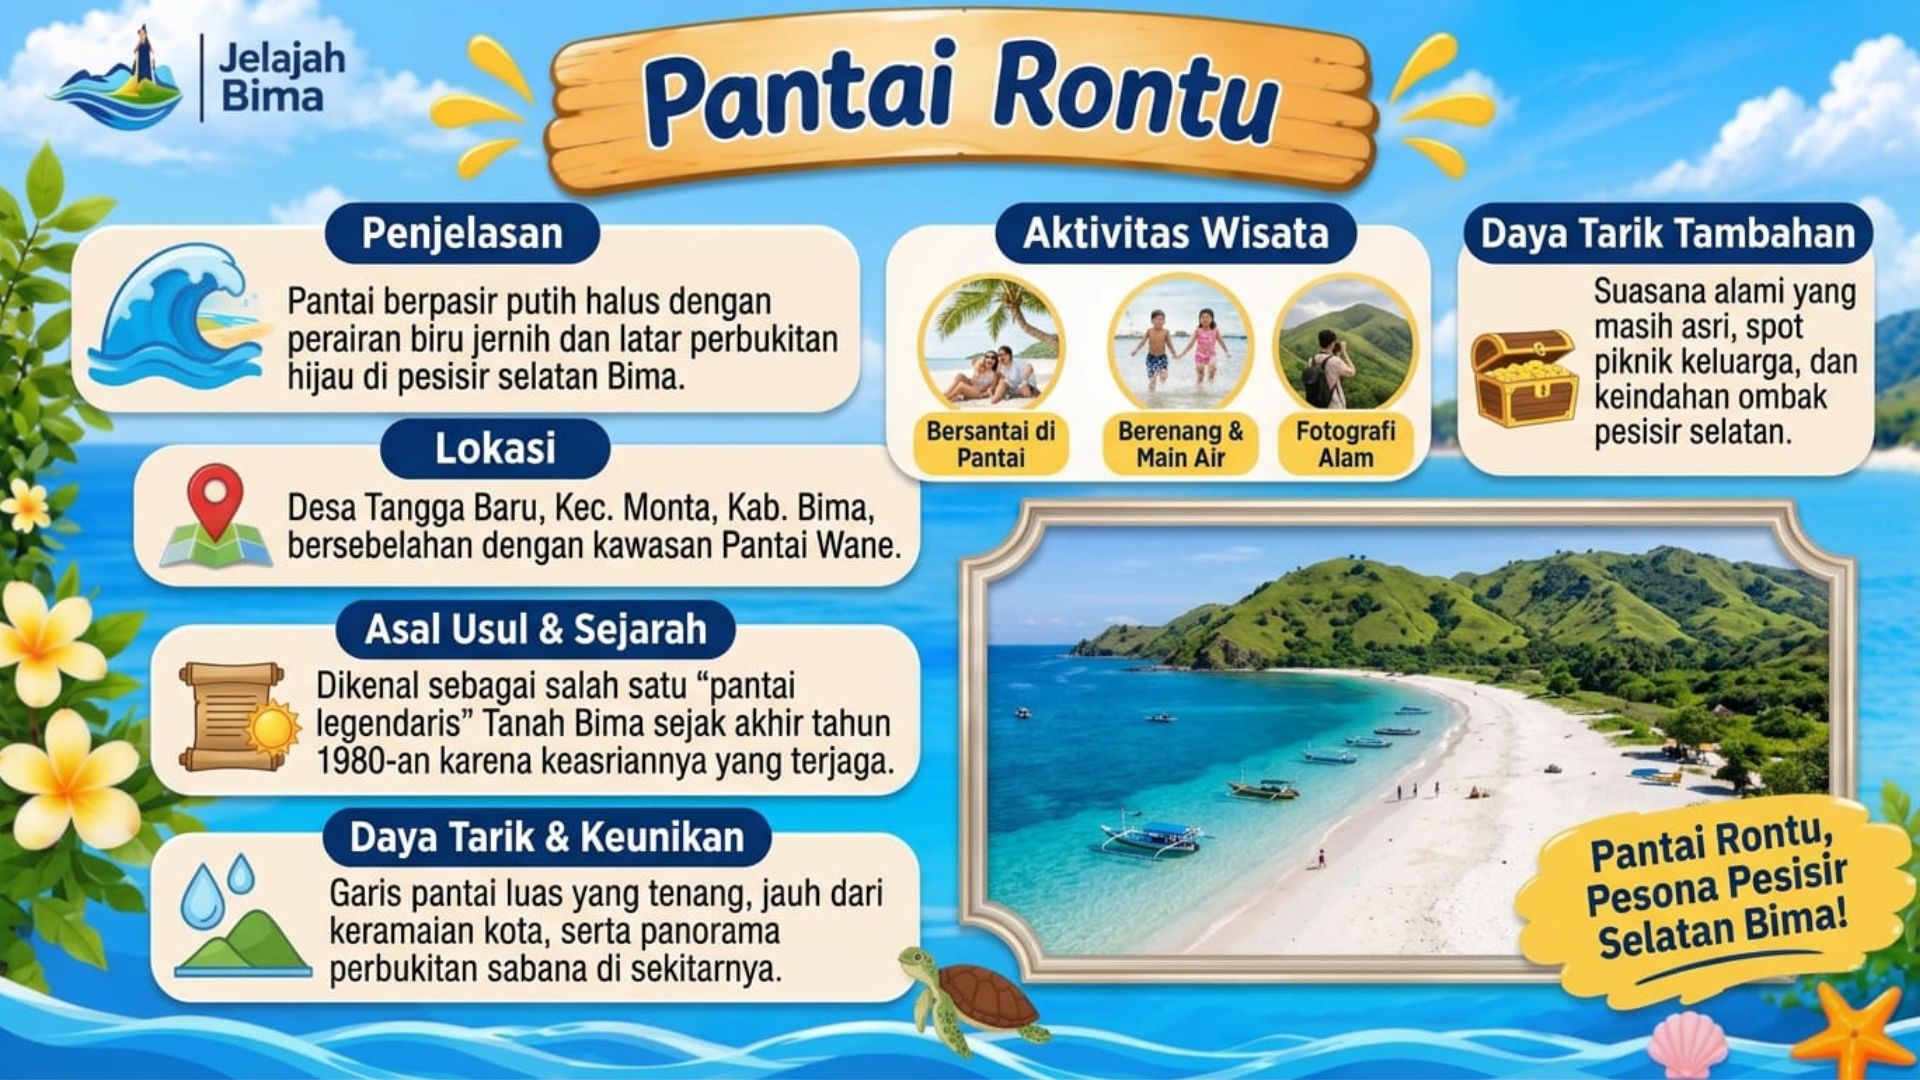 Jelajah
Bima
Pantai Rontu
Penjelasan
Pantai berpasir putih halus dengan
perairan biru jernih dan latar perbukitan
hijau di pesisir selatan Bima.
Lokasi
Desa Tangga Baru, Kec. Monta, Kab. Bima,
bersebelahan dengan kawasan Pantai Wane.
Asal Usul & Sejarah
Dikenal sebagai salah satu “pantai
legendaris” Tanah Bima sejak akhir tahun
1980-an karena keasriannya yang terjaga.
Daya Tarik & Keunikan
Garis pantai luas yang tenang, jauh dari
keramaian kota, serta panorama
perbukitan sabana di sekitarnya.
Aktivitas Wisata
Bersantai di
Pantai
Berenang &
Main Air
Fotografi
Alam
Daya Tarik Tambahan
Suasana alami yang
masih asri, spot
piknik keluarga, dan
keindahan ombak
pesisir selatan.
Pantai Rontu,
Pesona Pesisir
Selatan Bima!